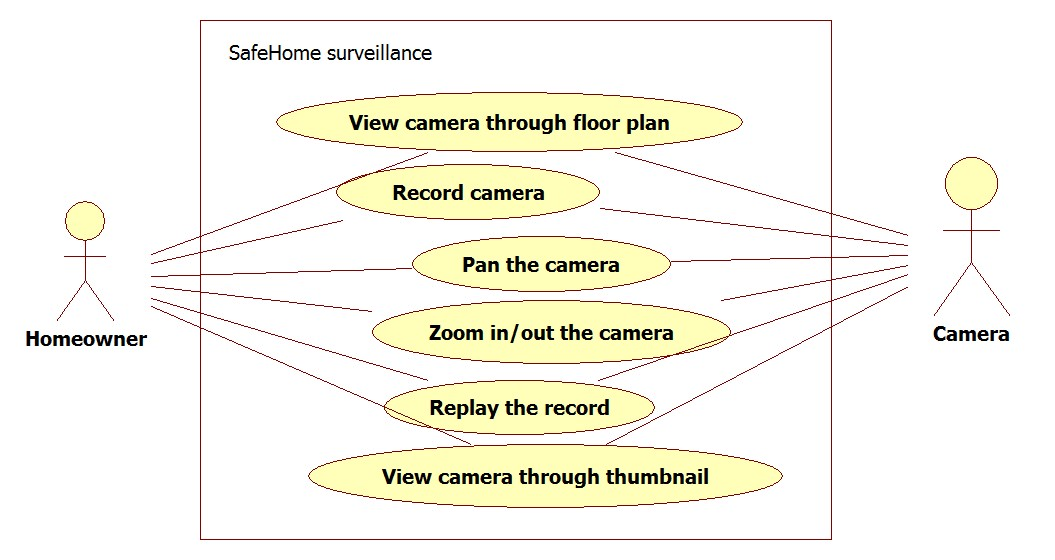 SafeHome surveillance
View camera through floor plan
Record camera
Pan the camera
Zoom in/out the camera
Replay the record
View camera through thumbnail
Homeowner
Camera